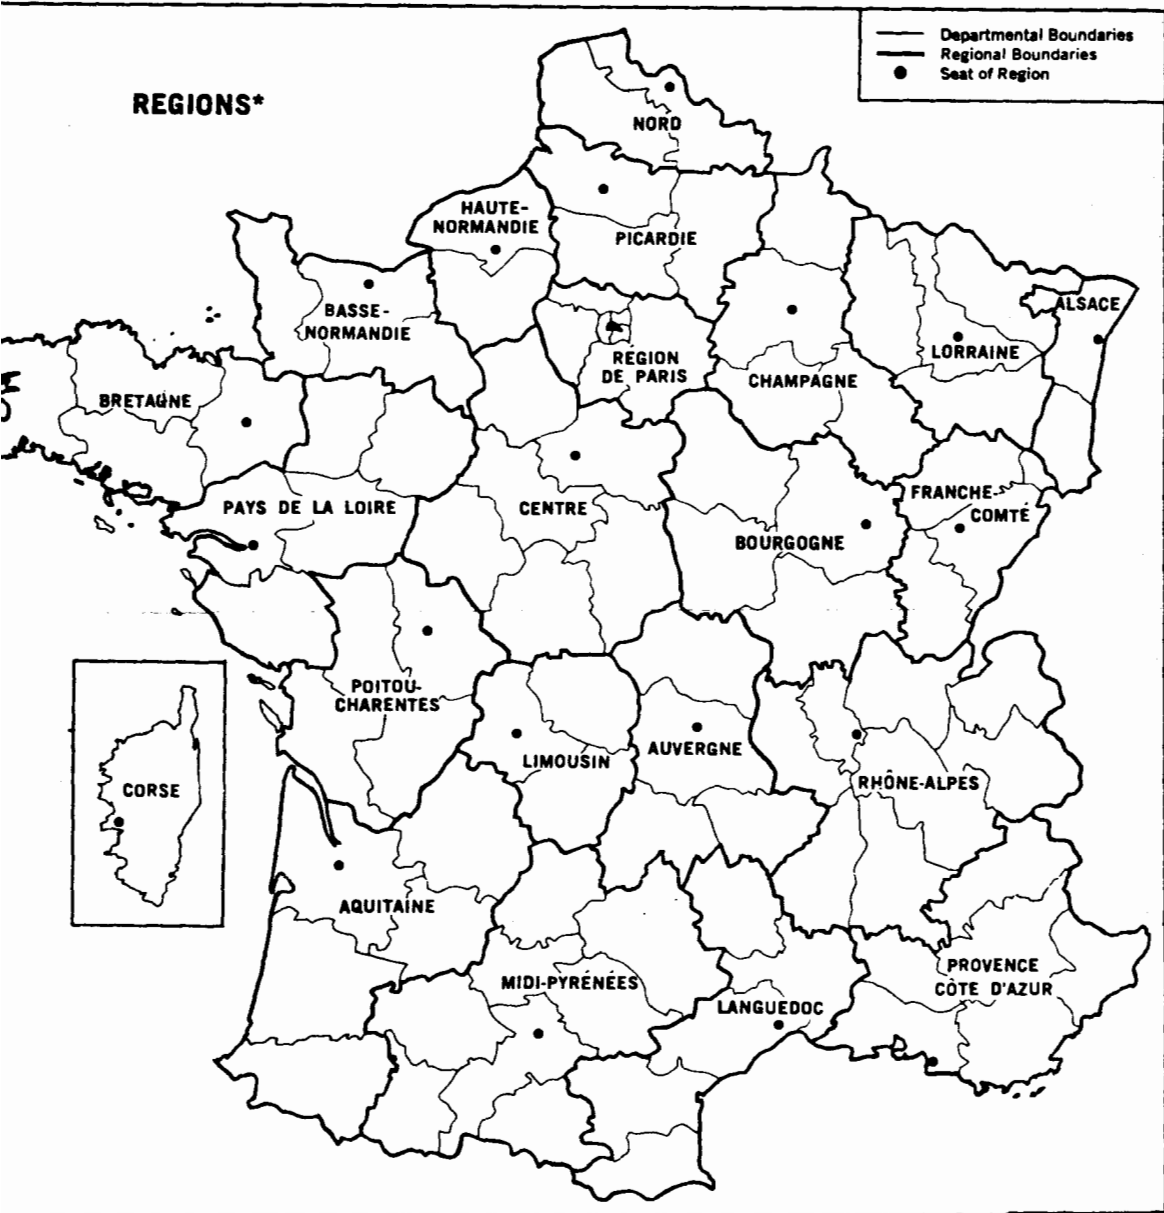 Departmental Boundaries
Regional Boundaries
Seat of Region
REGIONS*
NORD
HAUTE-
NORMANDIE
PICARDIE
BASSE-
NORMANDIE
ALSACE
LORRAINE
RÉGION
DE PARIS
CHAMPAGNE
BRETAGNE
FRANCHE-
COMTÉ
PAYS DE LA LOIRE
CENTRE
BOURGOGNE
POITOU-
CHARENTES
LIMOUSIN
AUVERGNE
RHÔNE-ALPES
CORSE
AQUITAINE
PROVENCE
CÔTE D'AZUR
MIDI-PYRÉNÉES
LANGUEDOC